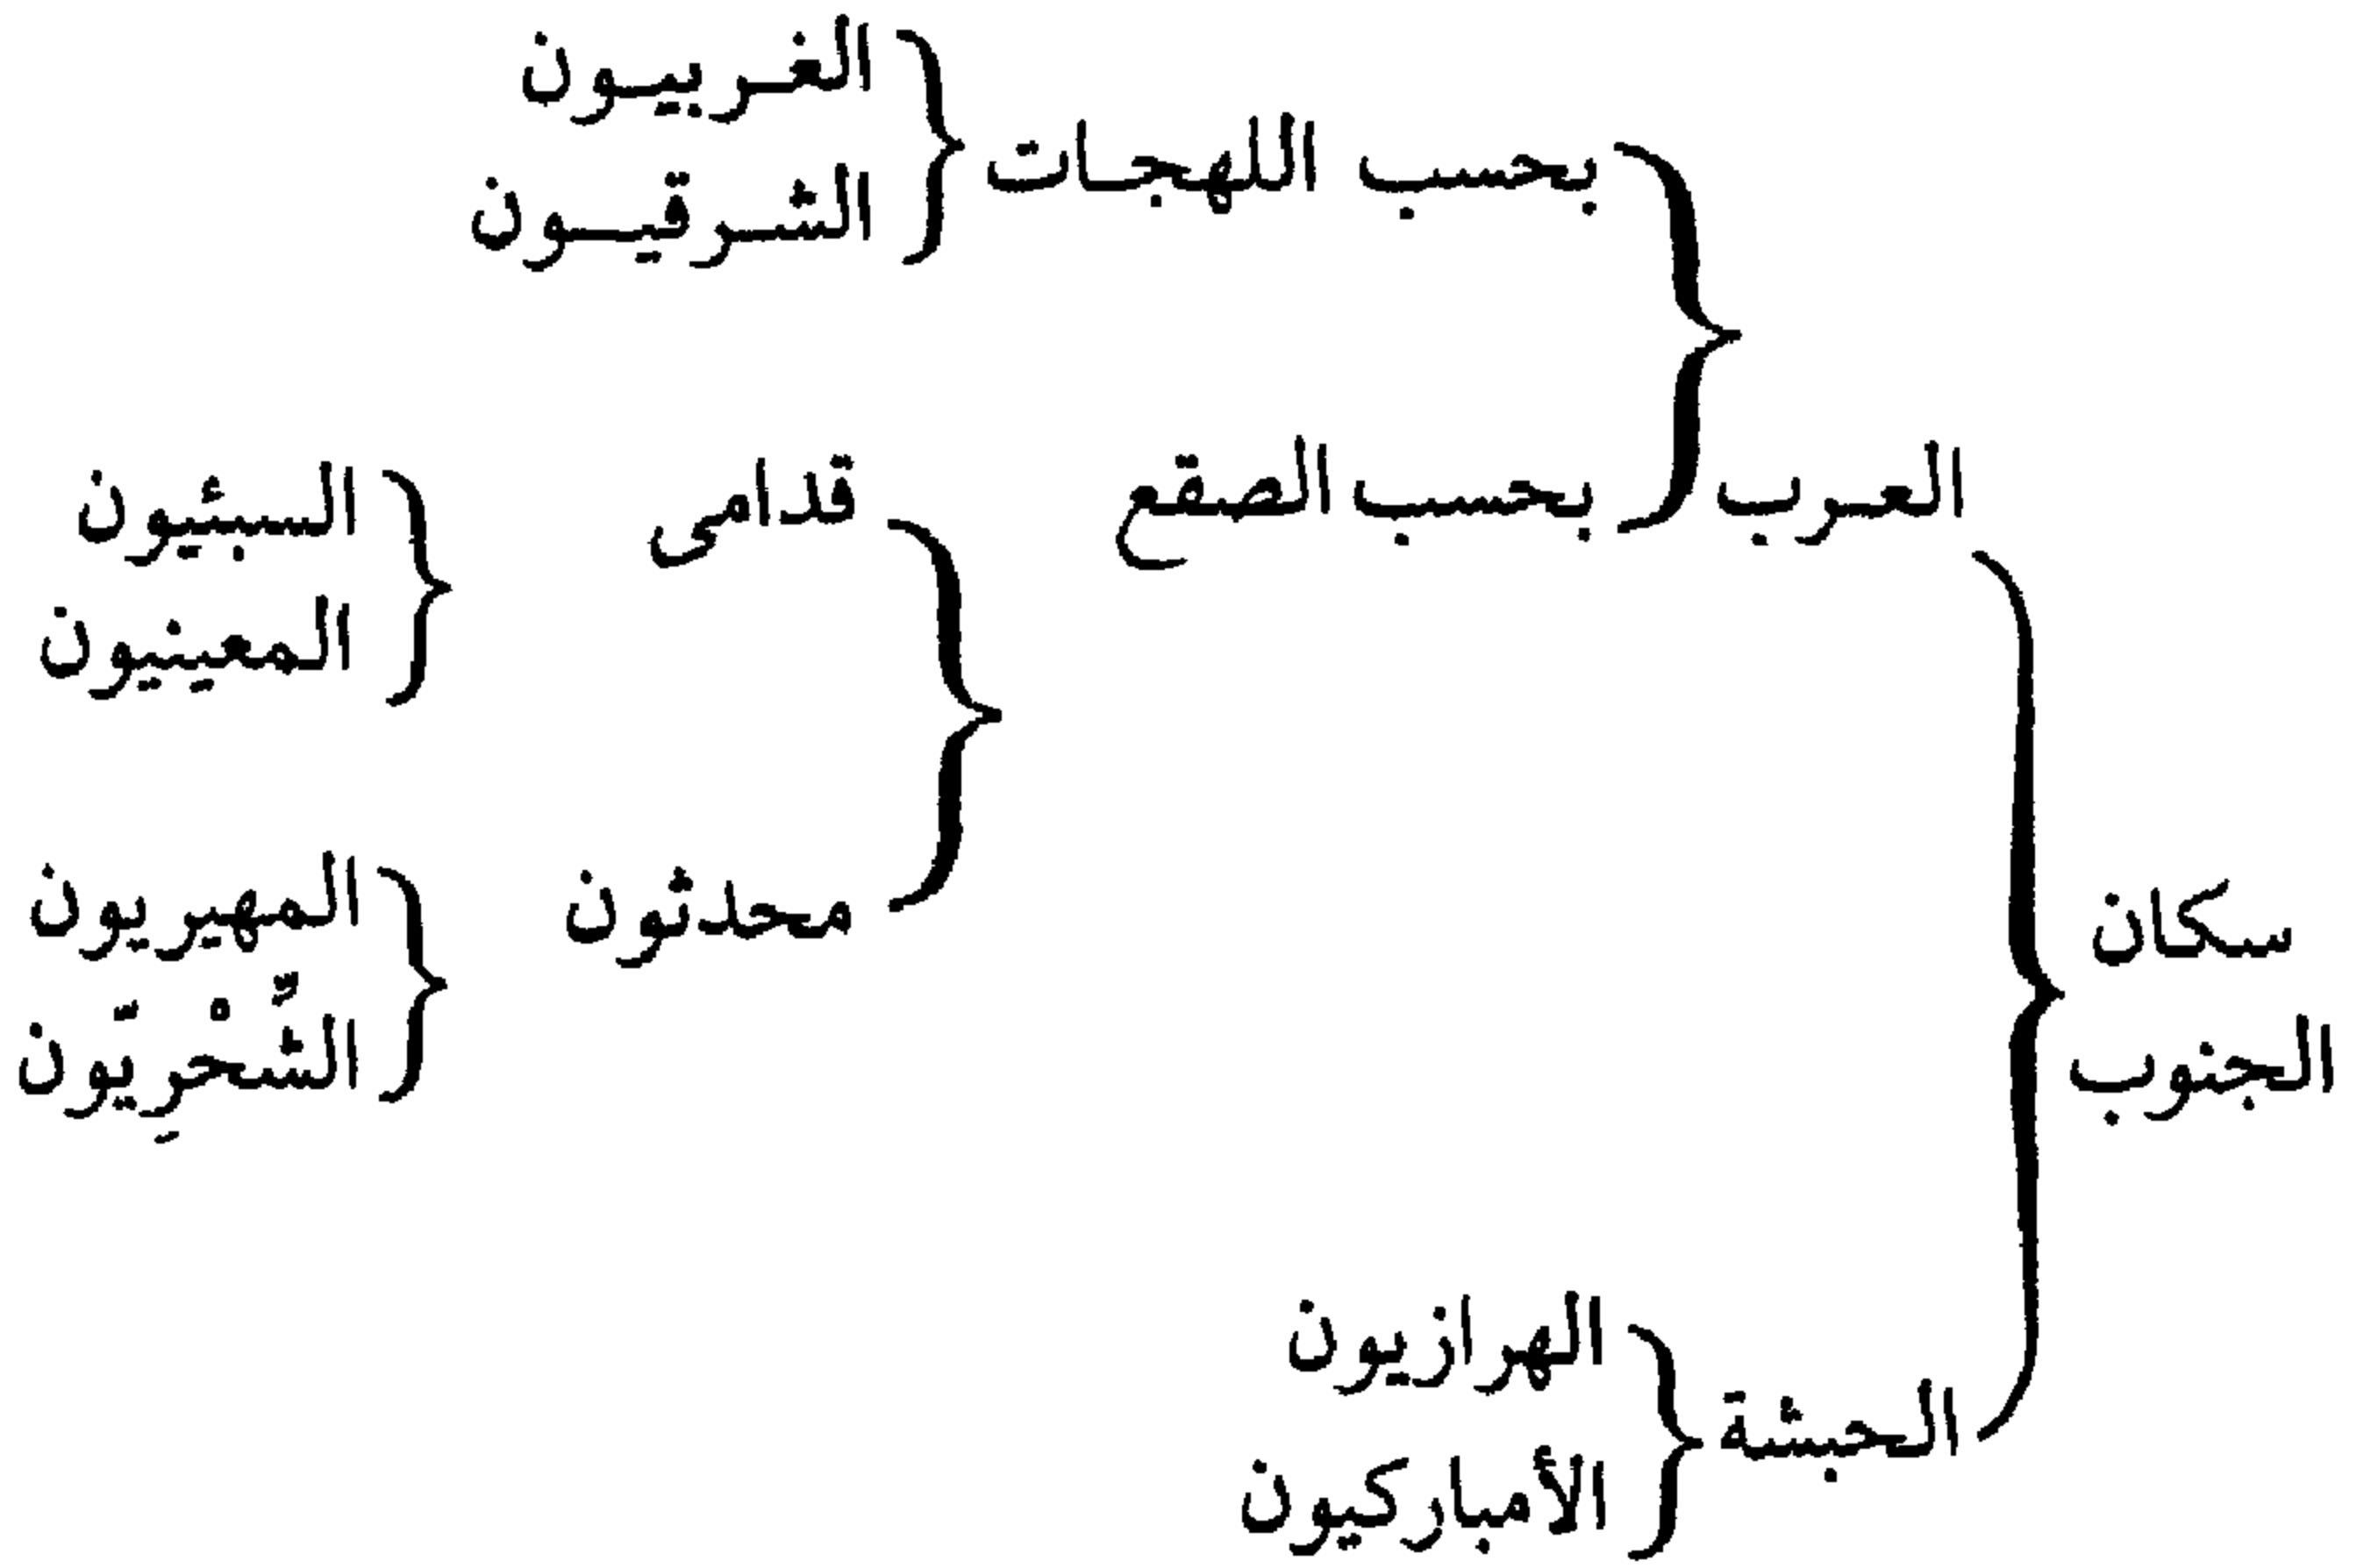 سكان
الجنوب
العرب
بحسب اللهجات
الغربيون
الشرقيون
بحسب الصقع
قدامى
السبئيون
المعينيون
محدثون
المهيريون
الشَّحْرِيَون
الحبشة
الهرازيون
الأمباركيون